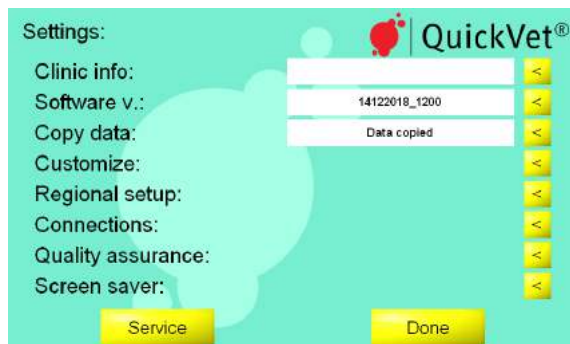 Settings:
QuickVet®
Clinic info:
<
Software v.:
14122018_1200
<
Copy data:
Data copied
<
Customize:
<
Regional setup:
<
Connections:
<
Quality assurance:
<
Screen saver:
<
Service
Done